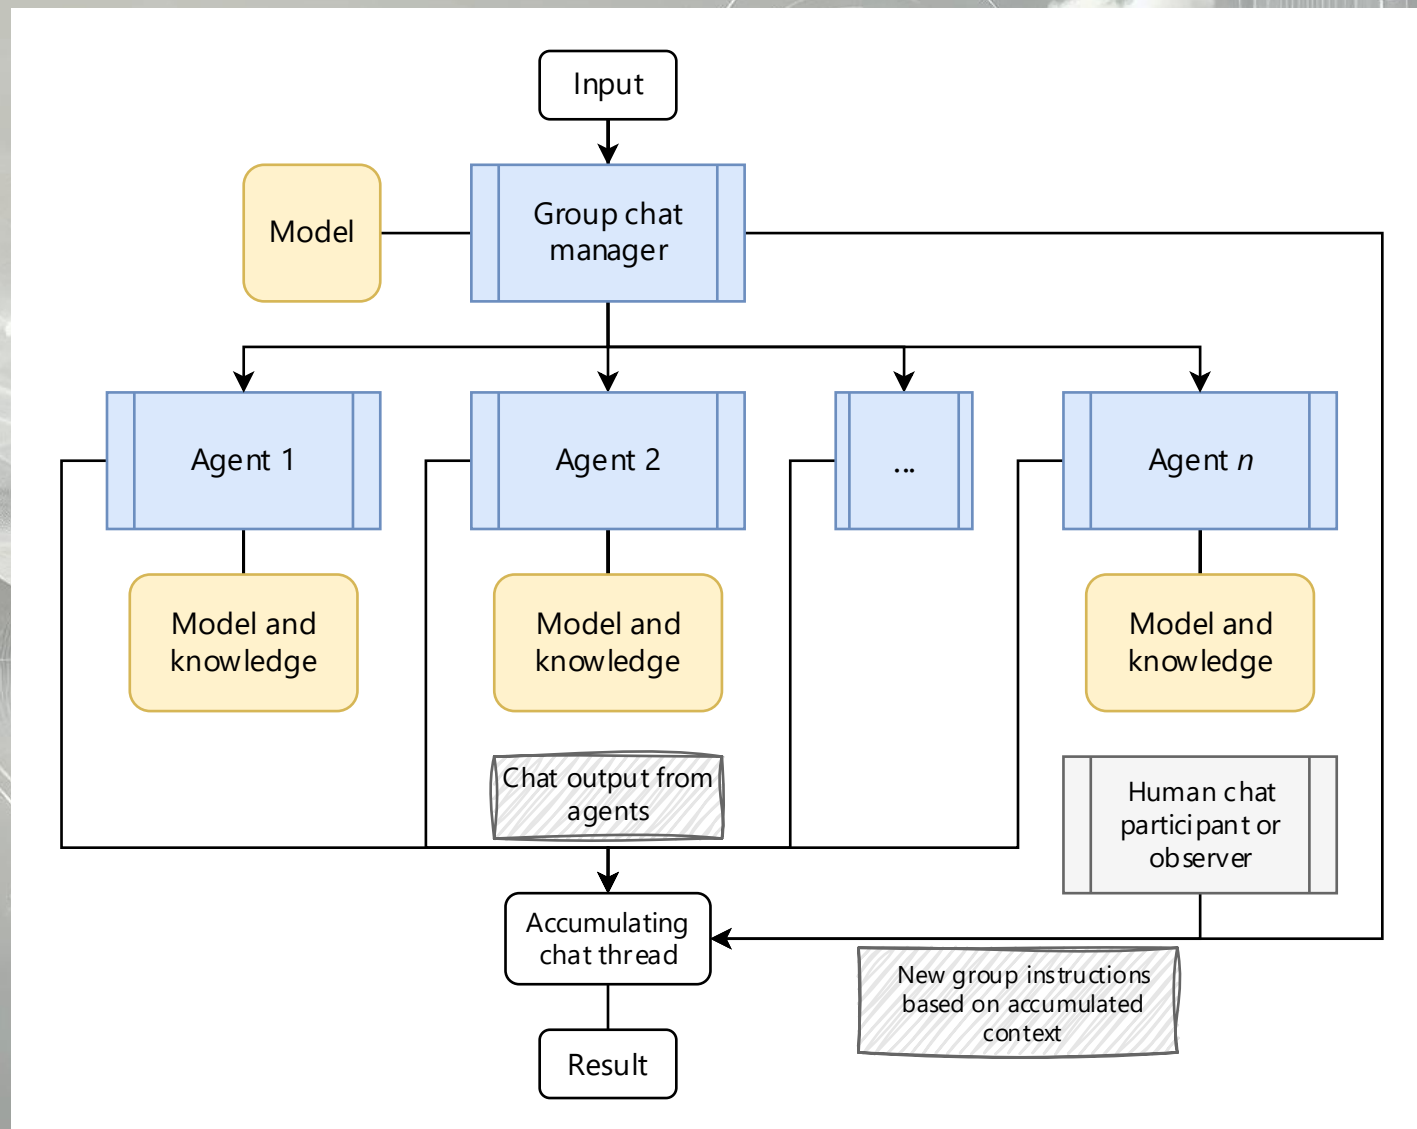 Input
Model
Group chat
manager
Agent 1
Agent 2
...
Agent n
Model and
knowledge
Model and
knowledge
Model and
knowledge
Chat output from
agents
Human chat
participant or
observer
Accumulating
chat thread
New group instructions
based on accumulated
context
Result